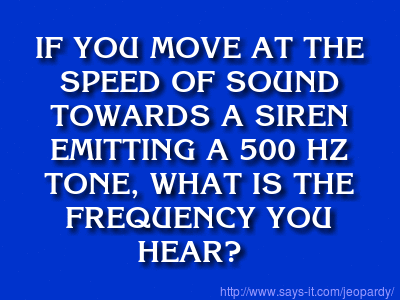 IF YOU MOVE AT THE
SPEED OF SOUND
TOWARDS A SIREN
EMITTING A 500 HZ
TONE, WHAT IS THE
FREQUENCY YOU
HEAR?
http://www.says-it.com/jeopardy/